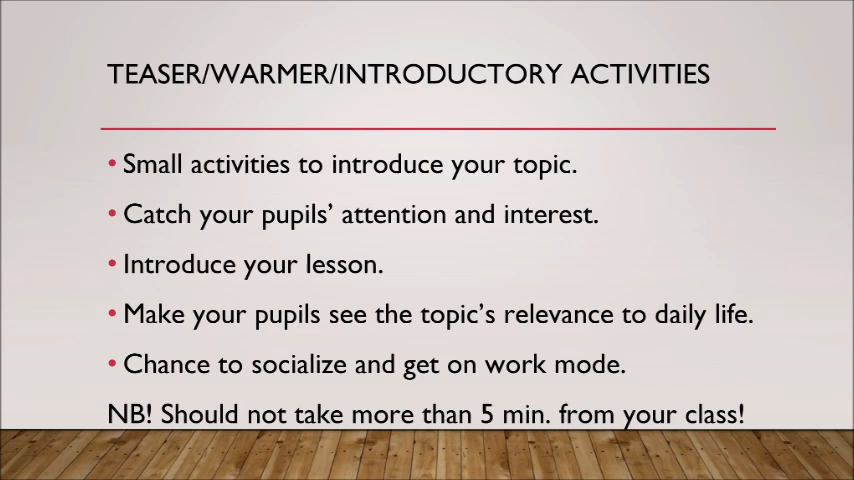 TEASER/WARMER/INTRODUCTORY ACTIVITIES
• Small activities to introduce your topic.
• Catch your pupils’ attention and interest.
• Introduce your lesson.
• Make your pupils see the topic’s relevance to daily life.
• Chance to socialize and get on work mode.
NB! Should not take more than 5 min. from your class!